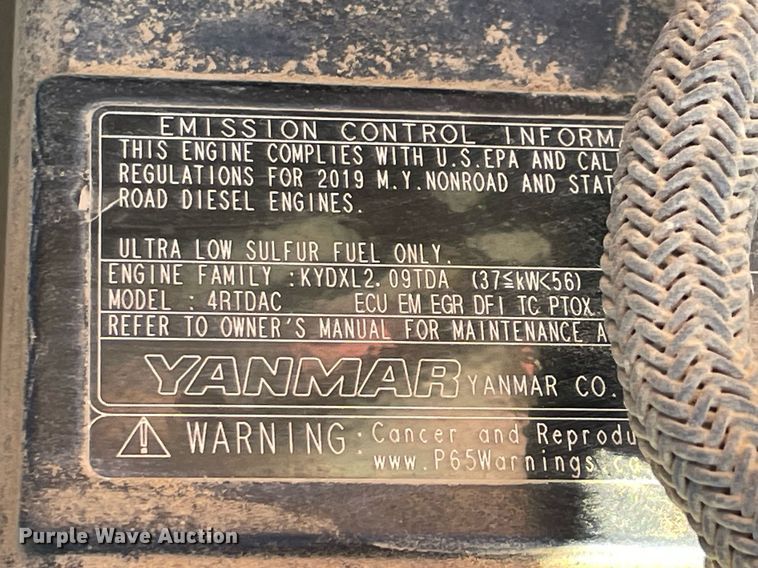 EMISSION CONTROL INFORM
THIS ENGINE COMPLIES WITH U.S.EPA AND CAL
REGULATIONS FOR 2019 M.Y.NONROAD AND STAT
ROAD DIESEL ENGINES.
ULTRA LOW SULFUR FUEL ONLY.
ENGINE FAMILY :KYDXL2.09TDA (37≦kW<56)
MODEL : 4RTDAC ECU EM EGR DFI TC PTOX
REFER TO OWNER'S MANUAL FOR MAINTENANCE A
YANMAR YANMAR CO.
WARNING: Cancer and Reprodu
www.P65Warnings.co
Purple Wave Auction